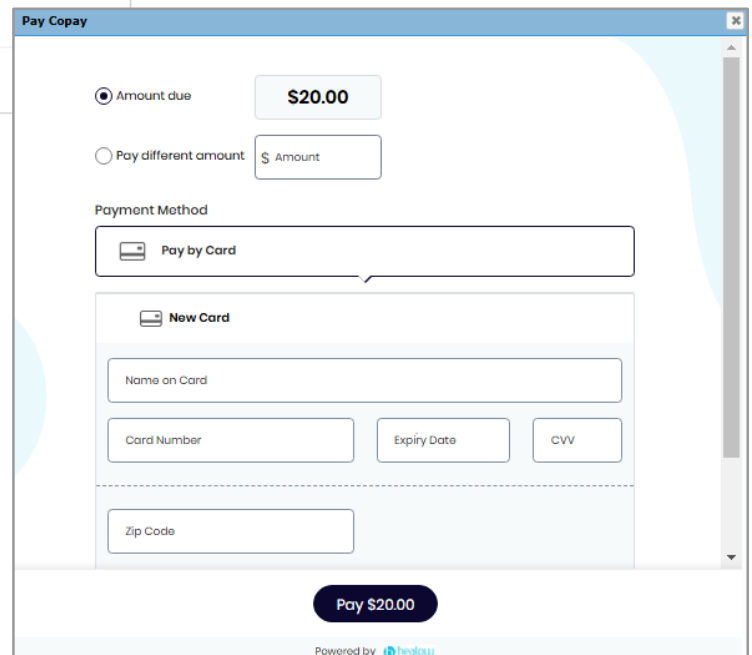 Pay Copay
Amount due $20.00
Pay different amount $ Amount
Payment Method
Pay by Card
New Card
Name on Card
Card Number Expiry Date CVV
Zip Code
Pay $20.00
Powered by healow